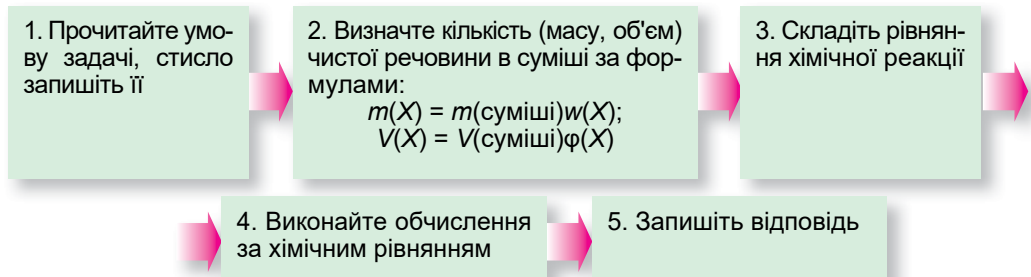 1. Прочитайте умо-
ву задачі, стисло
запишіть її
2. Визначте кількість (масу, об'єм)
чистої речовини в суміші за фор-
мулами:
m(X) = m(суміші)w(X);
V(X) = V(суміші)φ(X)
3. Складіть рівнян-
ня хімічної реакції
4. Виконайте обчислення
за хімічним рівнянням
5. Запишіть відповідь